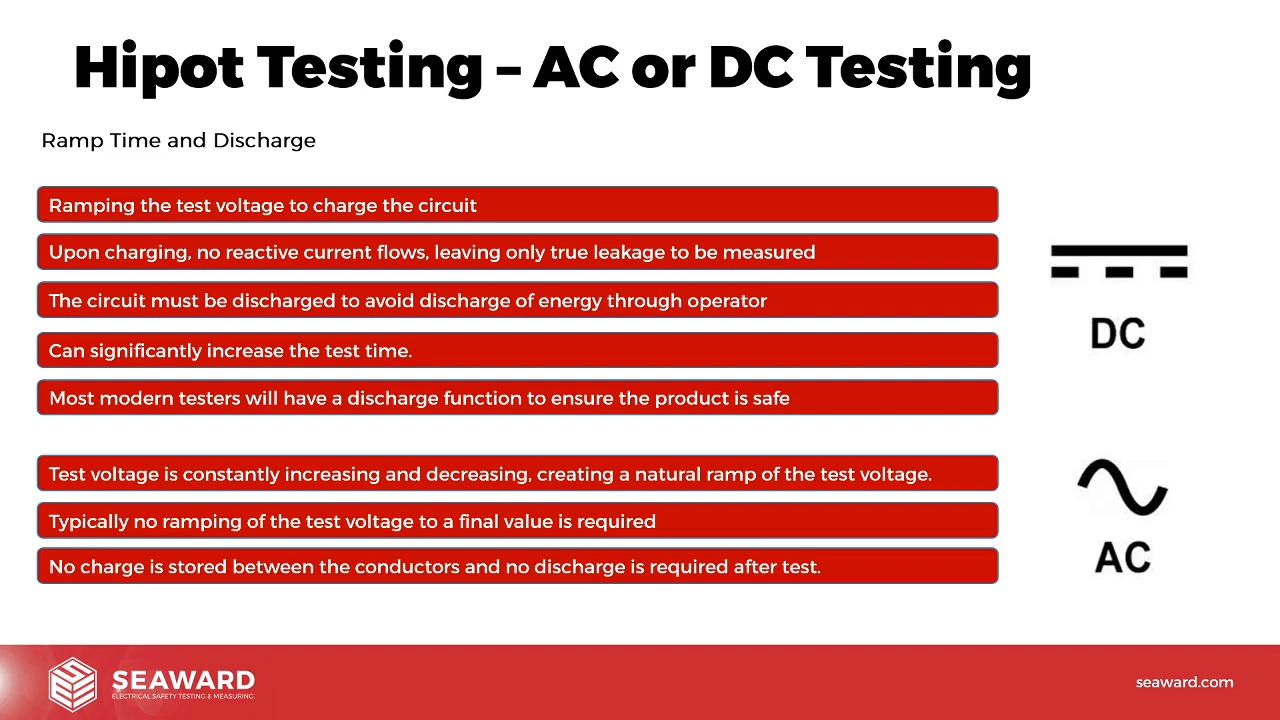 Hipot Testing – AC or DC Testing
Ramp Time and Discharge
Ramping the test voltage to charge the circuit
Upon charging, no reactive current flows, leaving only true leakage to be measured
The circuit must be discharged to avoid discharge of energy through operator
Can significantly increase the test time.
Most modern testers will have a discharge function to ensure the product is safe
DC
Test voltage is constantly increasing and decreasing, creating a natural ramp of the test voltage.
Typically no ramping of the test voltage to a final value is required
No charge is stored between the conductors and no discharge is required after test.
AC
SEAWARD
ELECTRICAL SAFETY TESTING & MEASURING.
seaward.com